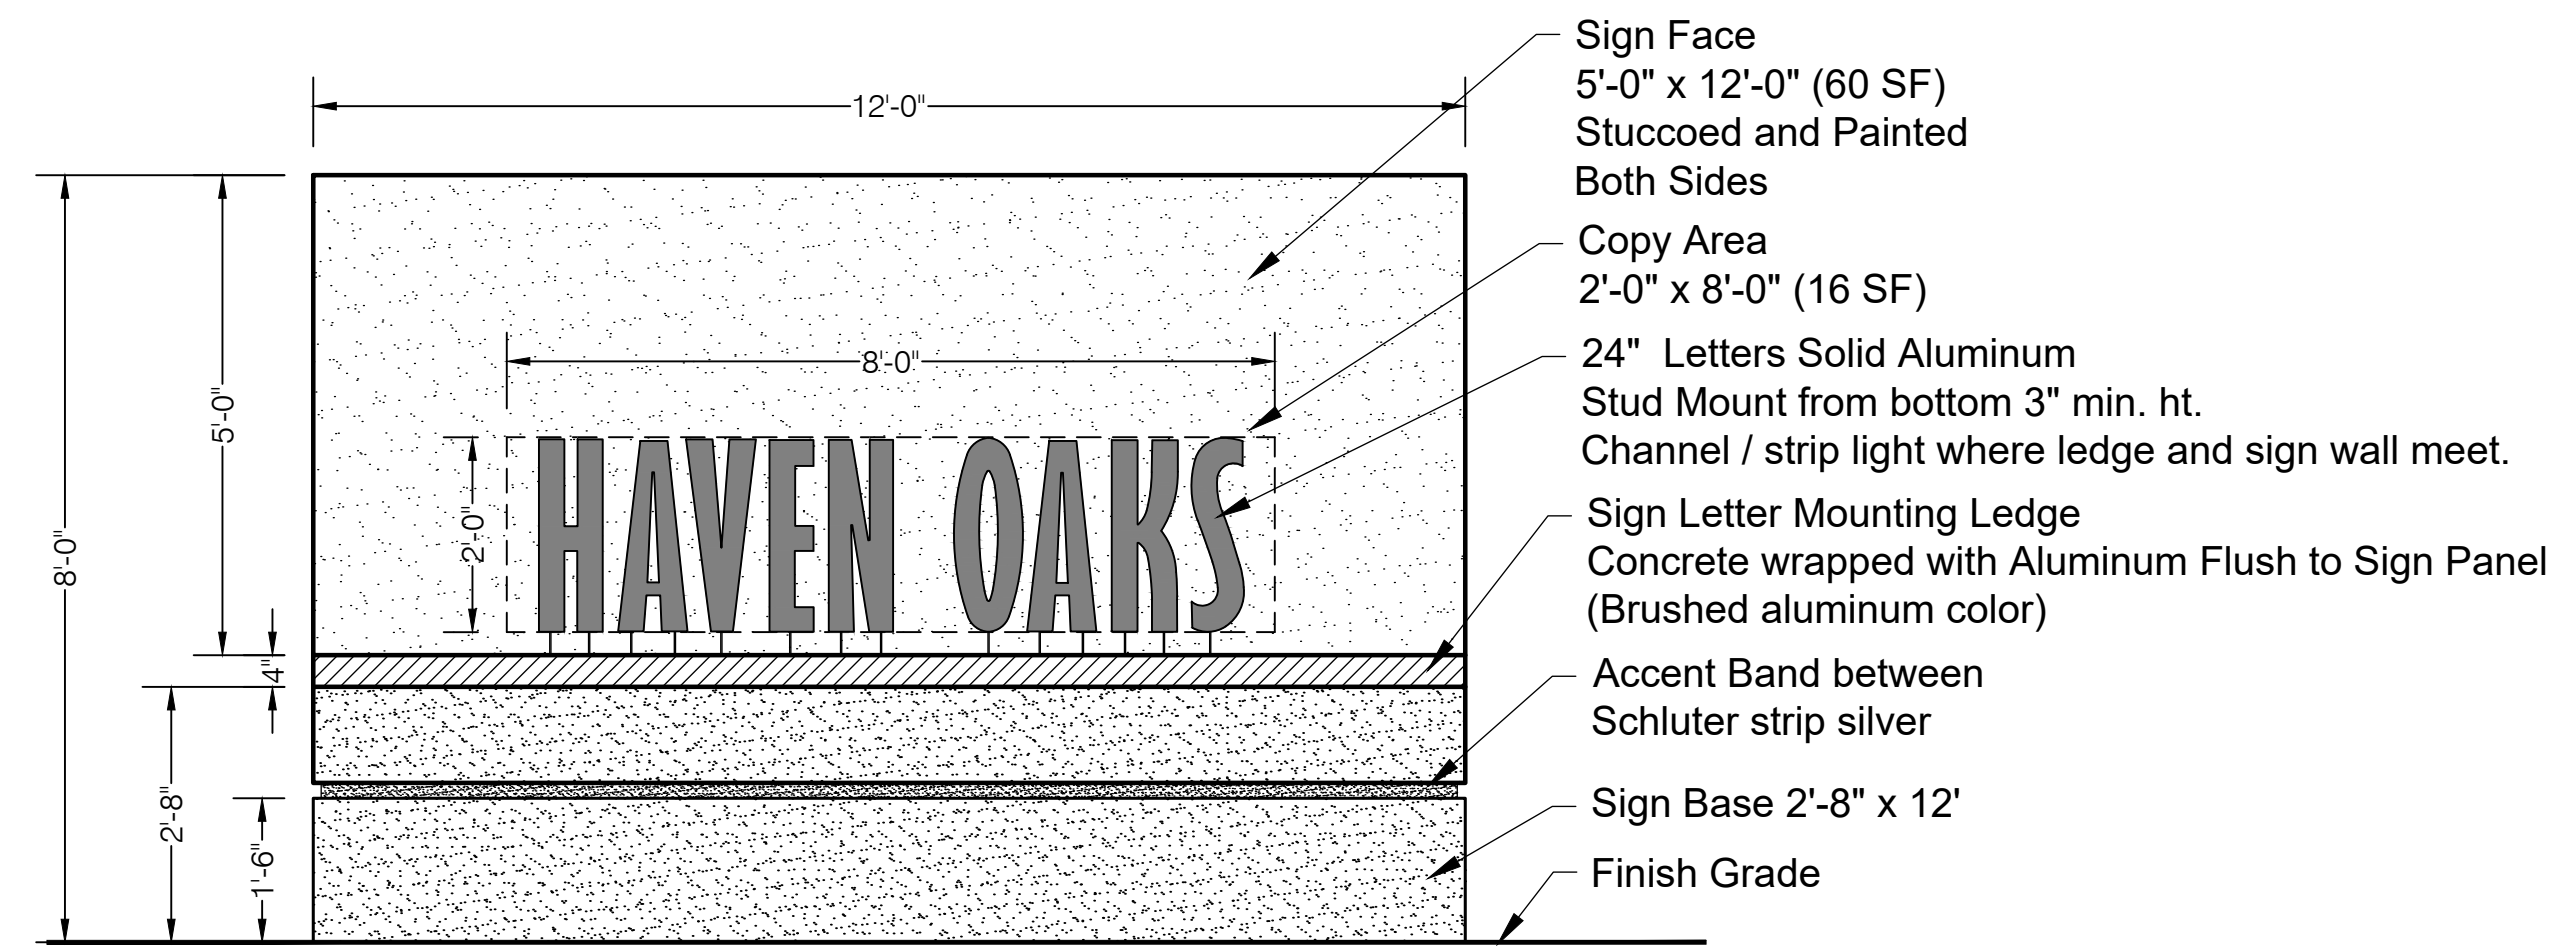 12'-0"
8'-0"
5'-0"
4"
2'-8"
1'-6"
8'-0"
2'-0"
HAVEN OAKS
Sign Face
5'-0" x 12'-0" (60 SF)
Stuccoed and Painted
Both Sides
Copy Area
2'-0" x 8'-0" (16 SF)
24"  Letters Solid Aluminum
Stud Mount from bottom 3" min. ht.
Channel / strip light where ledge and sign wall meet.
Sign Letter Mounting Ledge
Concrete wrapped with Aluminum Flush to Sign Panel
(Brushed aluminum color)
Accent Band between
Schluter strip silver
Sign Base 2'-8" x 12'
Finish Grade